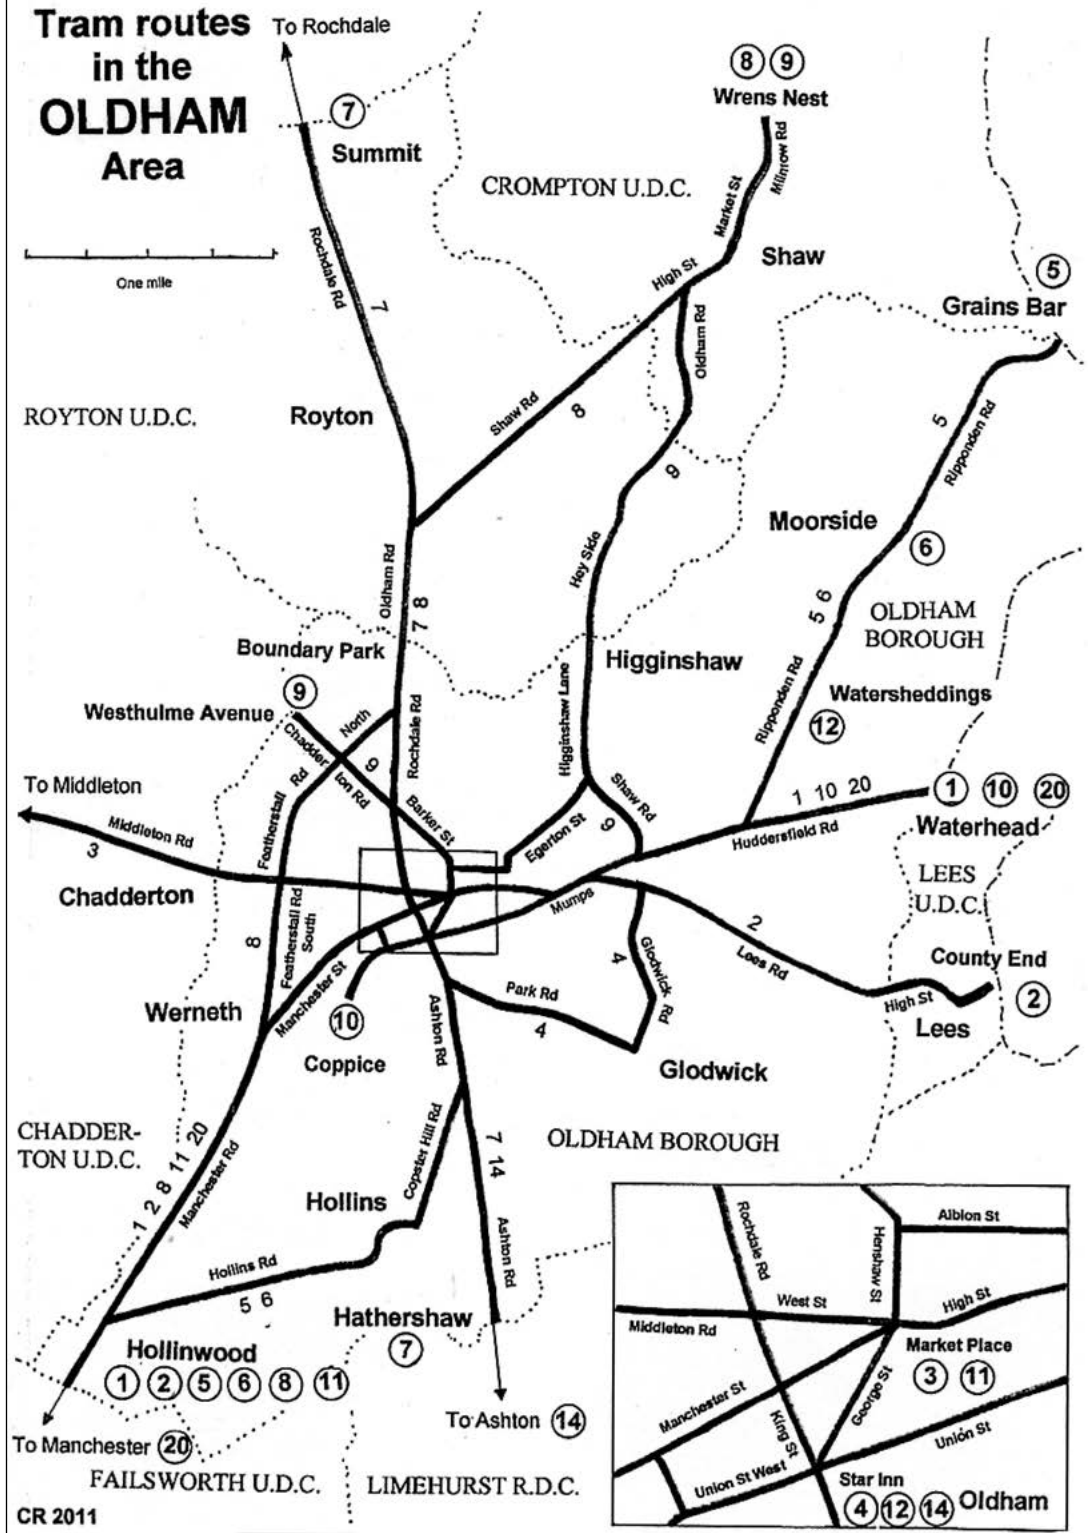 Tram routes
in the
OLDHAM
Area
To Rochdale
7
Summit
8 9
Wrens Nest
Milnrow Rd
CROMPTON U.D.C.
Market St
Shaw
High St
One mile
Rochdale Rd
7
5
Grains Bar
Oldham Rd
ROYTON U.D.C.
Royton
Shaw Rd
8
5
Ripponden Rd
9
Moorside
6
Hey Side
Oldham Rd
7 8
5 6
OLDHAM
BOROUGH
Boundary Park
Higginshaw
Ripponden Rd
Watersheddings
12
9
Westhulme Avenue
North
Chadder
ton Rd
9
Rochdale Rd
Higginshaw Lane
To Middleton
Rd
Featherstall
Barker St
Shaw Rd
9
Egerton St
1 10 20
1 10 20
Waterhead
Huddersfield Rd
Middleton Rd
3
Chadderton
Mumps
LEES
U.D.C.
Featherstall Rd
South
8
2
Lees Rd
County End
2
Glodwick Rd
4
High St
Lees
Werneth
Manchester St
10
Coppice
Park Rd
4
Ashton Rd
Glodwick
CHADDER-
TON U.D.C.
1 2 8 11 20
Manchester Rd
Copster Hill Rd
7 14
OLDHAM BOROUGH
Hollins
Ashton Rd
Hollins Rd
5 6
Hathershaw
7
Hollinwood
1 2 5 6 8 11
To Manchester 20
To Ashton 14
FAILSWORTH U.D.C.
LIMEHURST R.D.C.
CR 2011
Rochdale Rd
Henshaw St
Albion St
West St
High St
Middleton Rd
Market Place
3 11
Manchester St
George St
King St
Union St
Union St West
Star Inn
4 12 14 Oldham